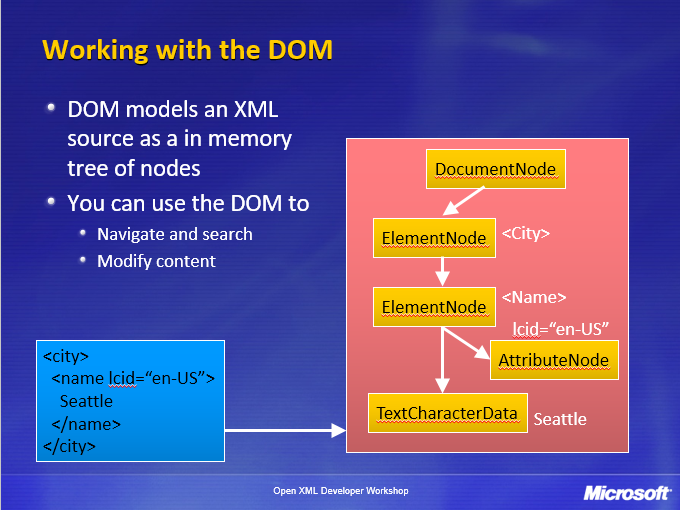 Working with the DOM
• DOM models an XML
source as a in memory
tree of nodes
• You can use the DOM to
• Navigate and search
• Modify content
<city>
<name lcid=“en-US”>
Seattle
</name>
</city>
DocumentNode
ElementNode <City>
ElementNode <Name>
lcid=“en-US”
AttributeNode
TextCharacterData Seattle
Open XML Developer Workshop
Microsoft